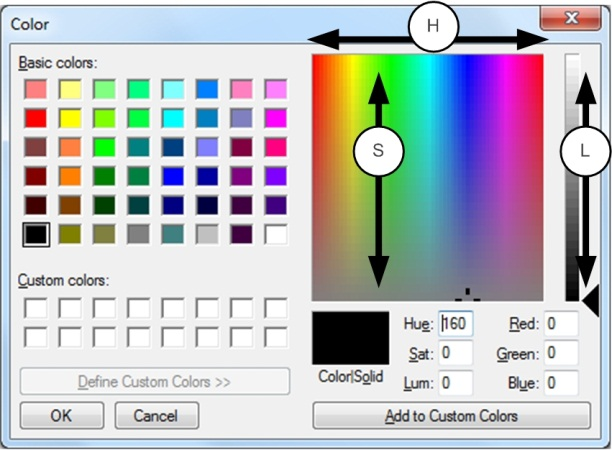 Color
H
Basic colors:
S
L
Custom colors:
Hue: 160
Red: 0
Sat: 0
Green: 0
Color|Solid
Lum: 0
Blue: 0
Define Custom Colors >>
OK
Cancel
Add to Custom Colors